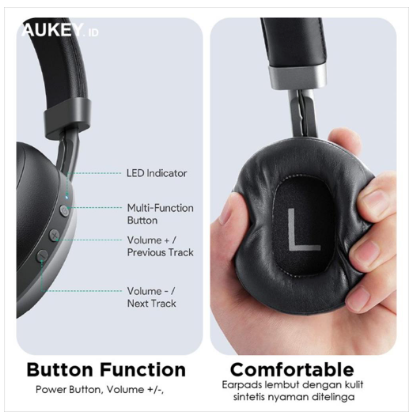 AUKEY.ID
LED Indicator
Multi-Function
Button
Volume + /
Previous Track
Volume - /
Next Track
L
Button Function
Power Button, Volume +/-,
Comfortable
Earpads lembut dengan kulit
sintetis nyaman ditelinga